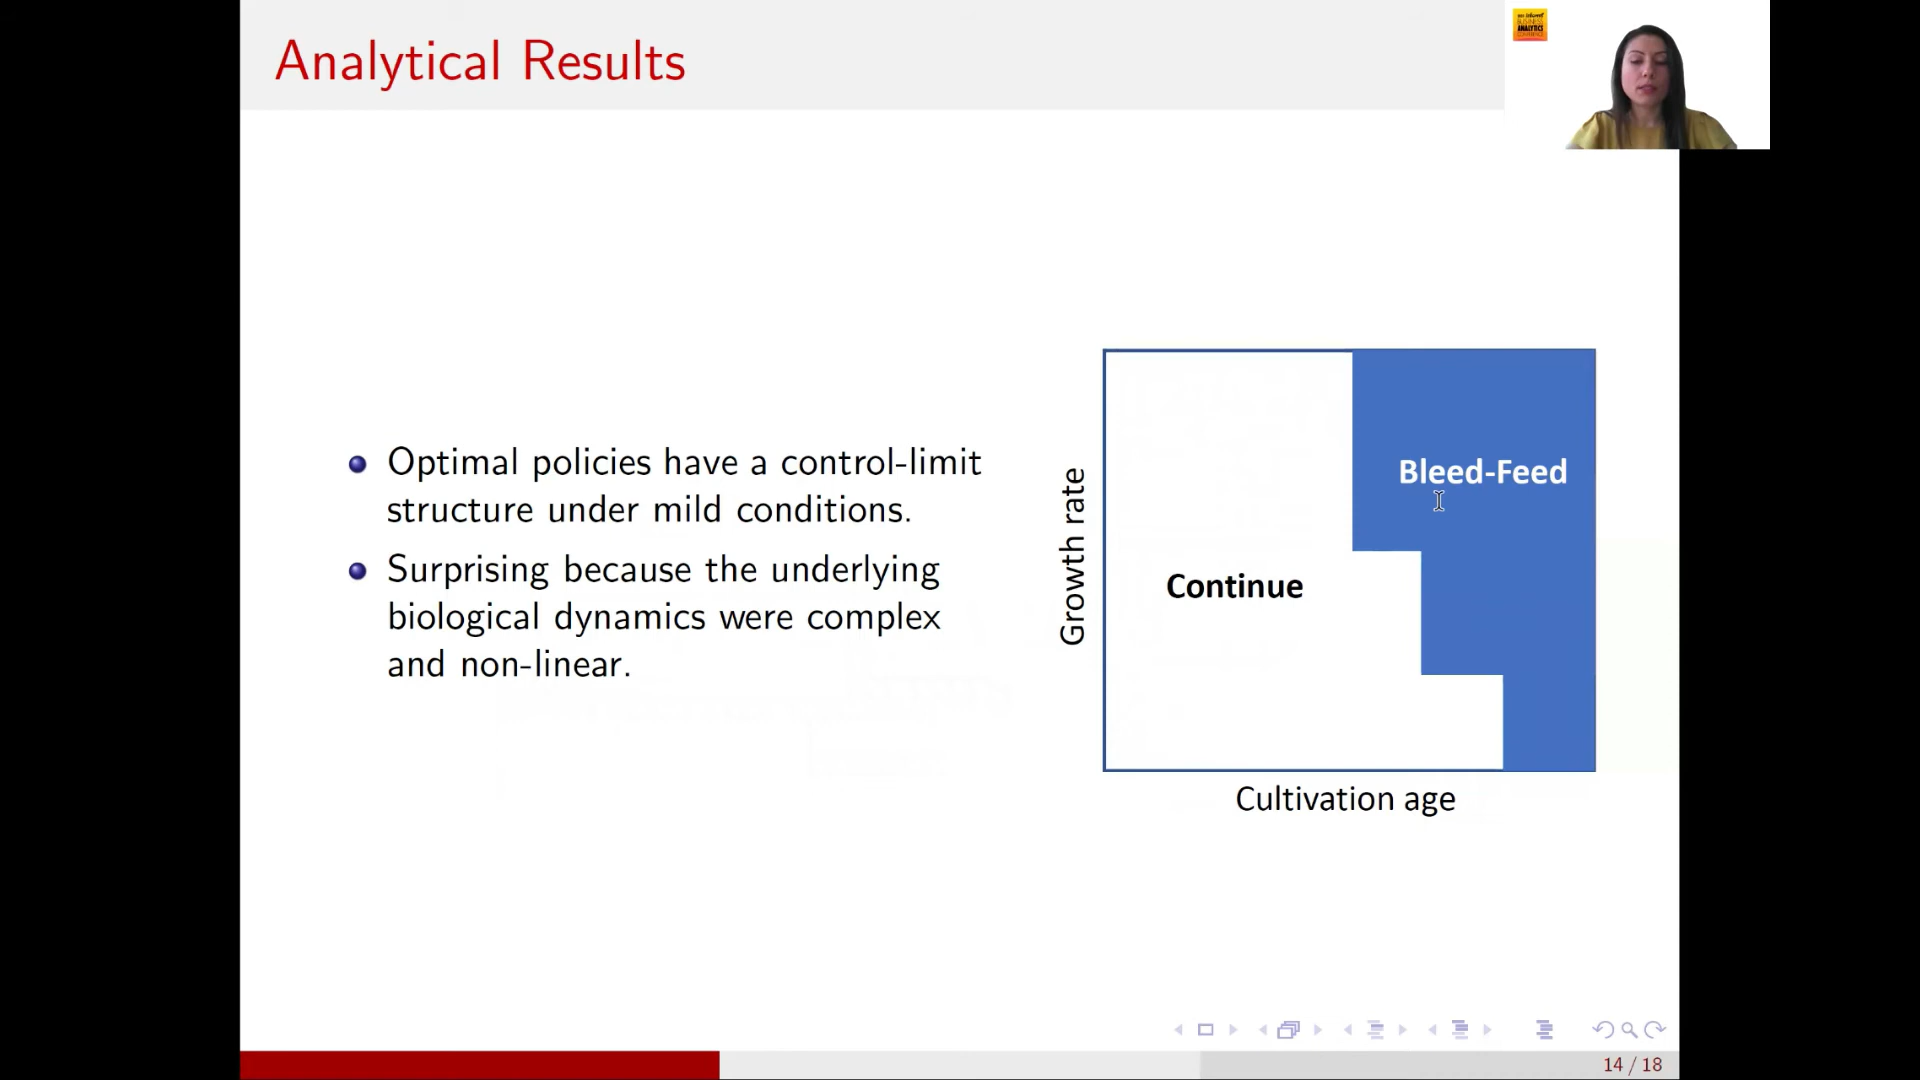 Analytical Results
ANALYTICS
Optimal policies have a control-limit
structure under mild conditions.
Surprising because the underlying
biological dynamics were complex
and non-linear.
Growth rate
Bleed-Feed
Continue
Cultivation age
14 / 18